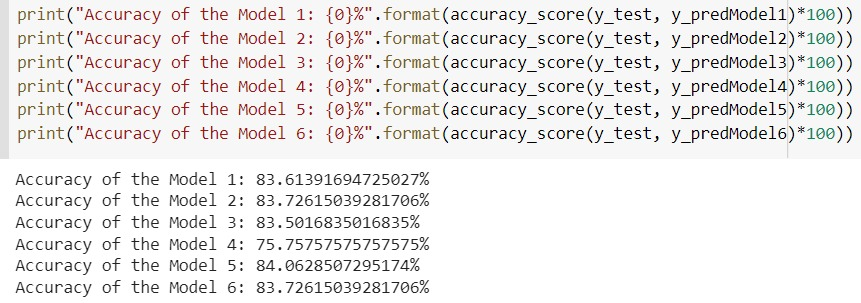 print("Accuracy of the Model 1: {0}%".format(accuracy_score(y_test, y_predModel1)*100))
print("Accuracy of the Model 2: {0}%".format(accuracy_score(y_test, y_predModel2)*100))
print("Accuracy of the Model 3: {0}%".format(accuracy_score(y_test, y_predModel3)*100))
print("Accuracy of the Model 4: {0}%".format(accuracy_score(y_test, y_predModel4)*100))
print("Accuracy of the Model 5: {0}%".format(accuracy_score(y_test, y_predModel5)*100))
print("Accuracy of the Model 6: {0}%".format(accuracy_score(y_test, y_predModel6)*100))
Accuracy of the Model 1: 83.61391694725027%
Accuracy of the Model 2: 83.72615039281706%
Accuracy of the Model 3: 83.5016835016835%
Accuracy of the Model 4: 75.75757575757575%
Accuracy of the Model 5: 84.0628507295174%
Accuracy of the Model 6: 83.72615039281706%